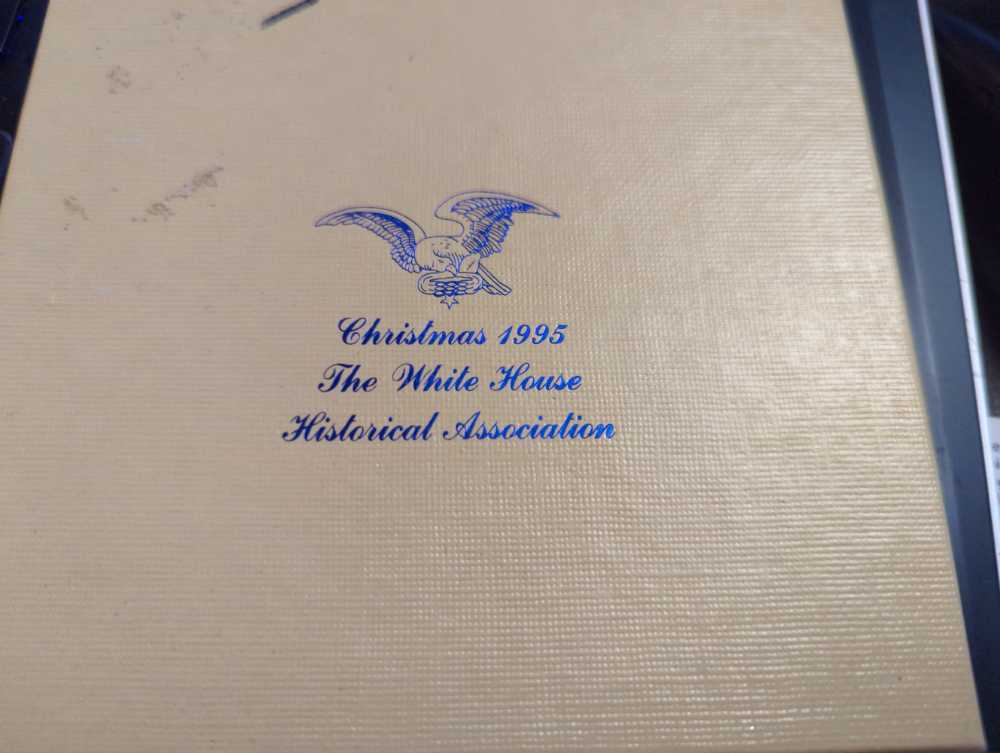 Christmas 1995
The White House
Historical Association